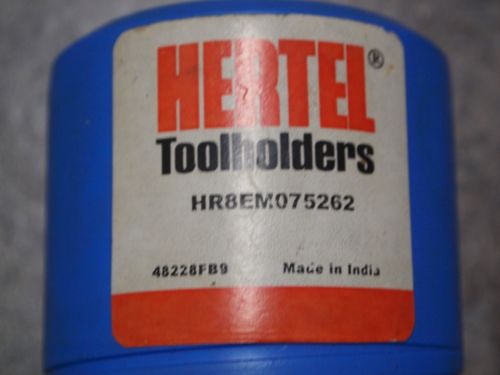 HERTEL®
Toolholders
HR8EM075262
48228FB9 Made in India